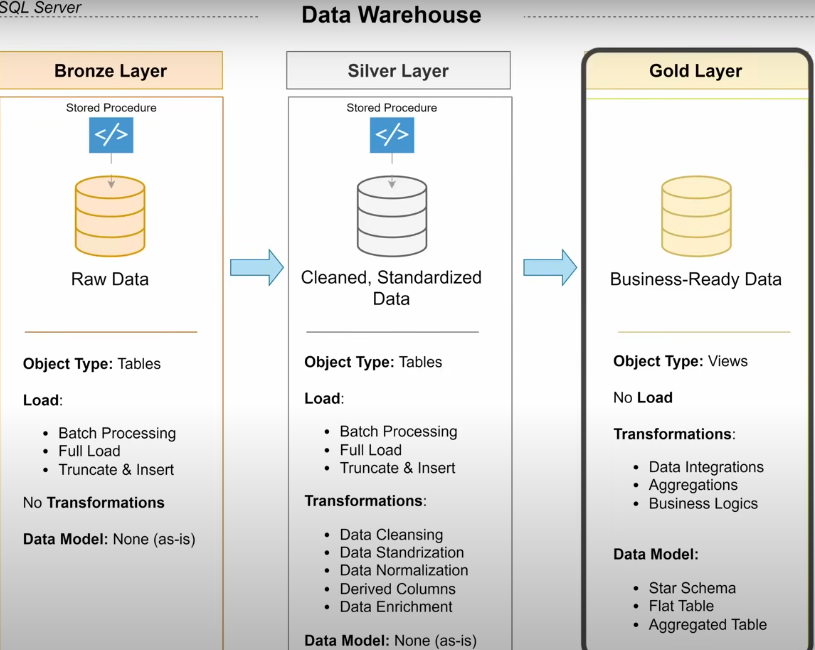 SQL Server
Data Warehouse
Bronze Layer
Stored Procedure
</>
Raw Data
Object Type: Tables
Load:
• Batch Processing
• Full Load
• Truncate & Insert
No Transformations
Data Model: None (as-is)
Silver Layer
Stored Procedure
</>
Cleaned, Standardized
Data
Object Type: Tables
Load:
• Batch Processing
• Full Load
• Truncate & Insert
Transformations:
• Data Cleansing
• Data Standrization
• Data Normalization
• Derived Columns
• Data Enrichment
Data Model: None (as-is)
Gold Layer
Business-Ready Data
Object Type: Views
No Load
Transformations:
• Data Integrations
• Aggregations
• Business Logics
Data Model:
• Star Schema
• Flat Table
• Aggregated Table